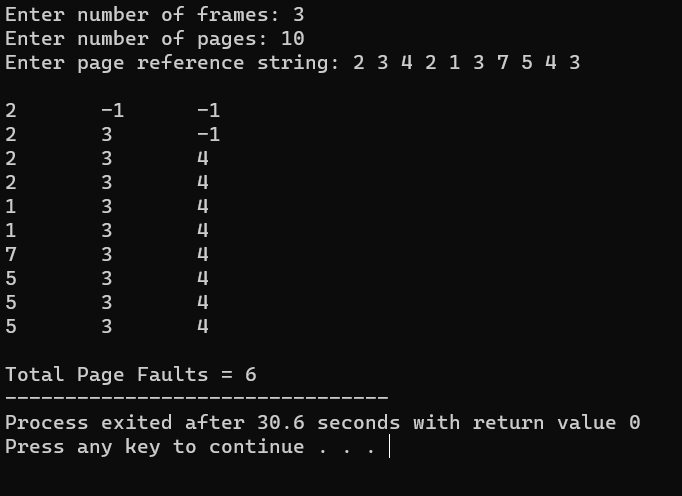 Enter number of frames: 3
Enter number of pages: 10
Enter page reference string: 2 3 4 2 1 3 7 5 4 3
2 -1 -1
2 3 -1
2 3 4
2 3 4
1 3 4
1 3 4
7 3 4
5 3 4
5 3 4
5 3 4
Total Page Faults = 6
--------------------------------
Process exited after 30.6 seconds with return value 0
Press any key to continue . . .